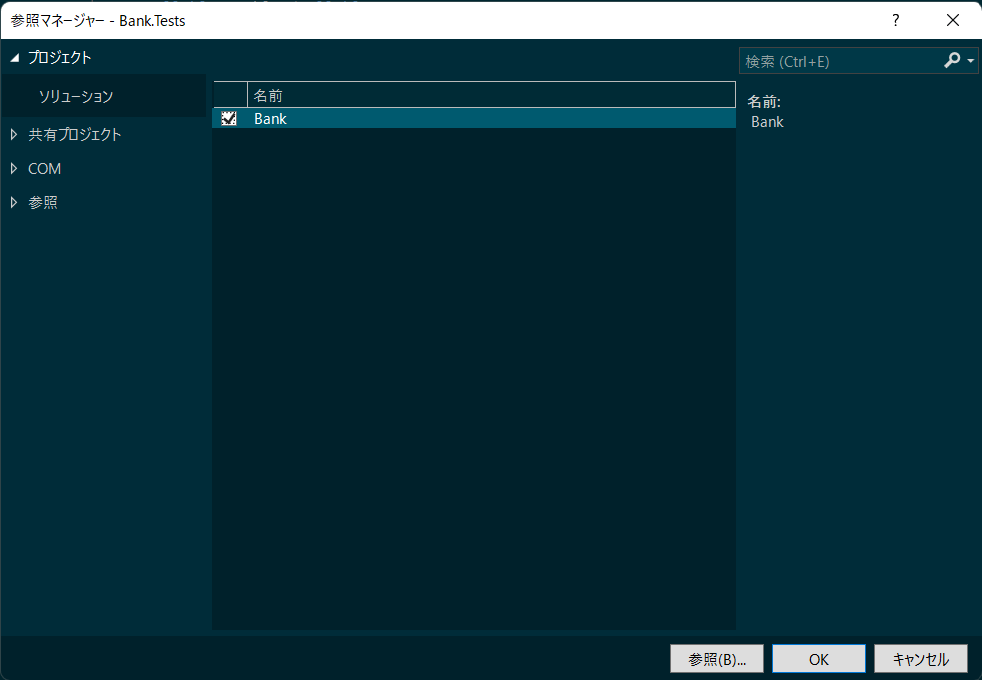 参照マネージャー - Bank.Tests
?
プロジェクト
ソリューション
共有プロジェクト
COM
参照
名前
Bank
検索 (Ctrl+E)
名前:
Bank
参照(B)...
OK
キャンセル